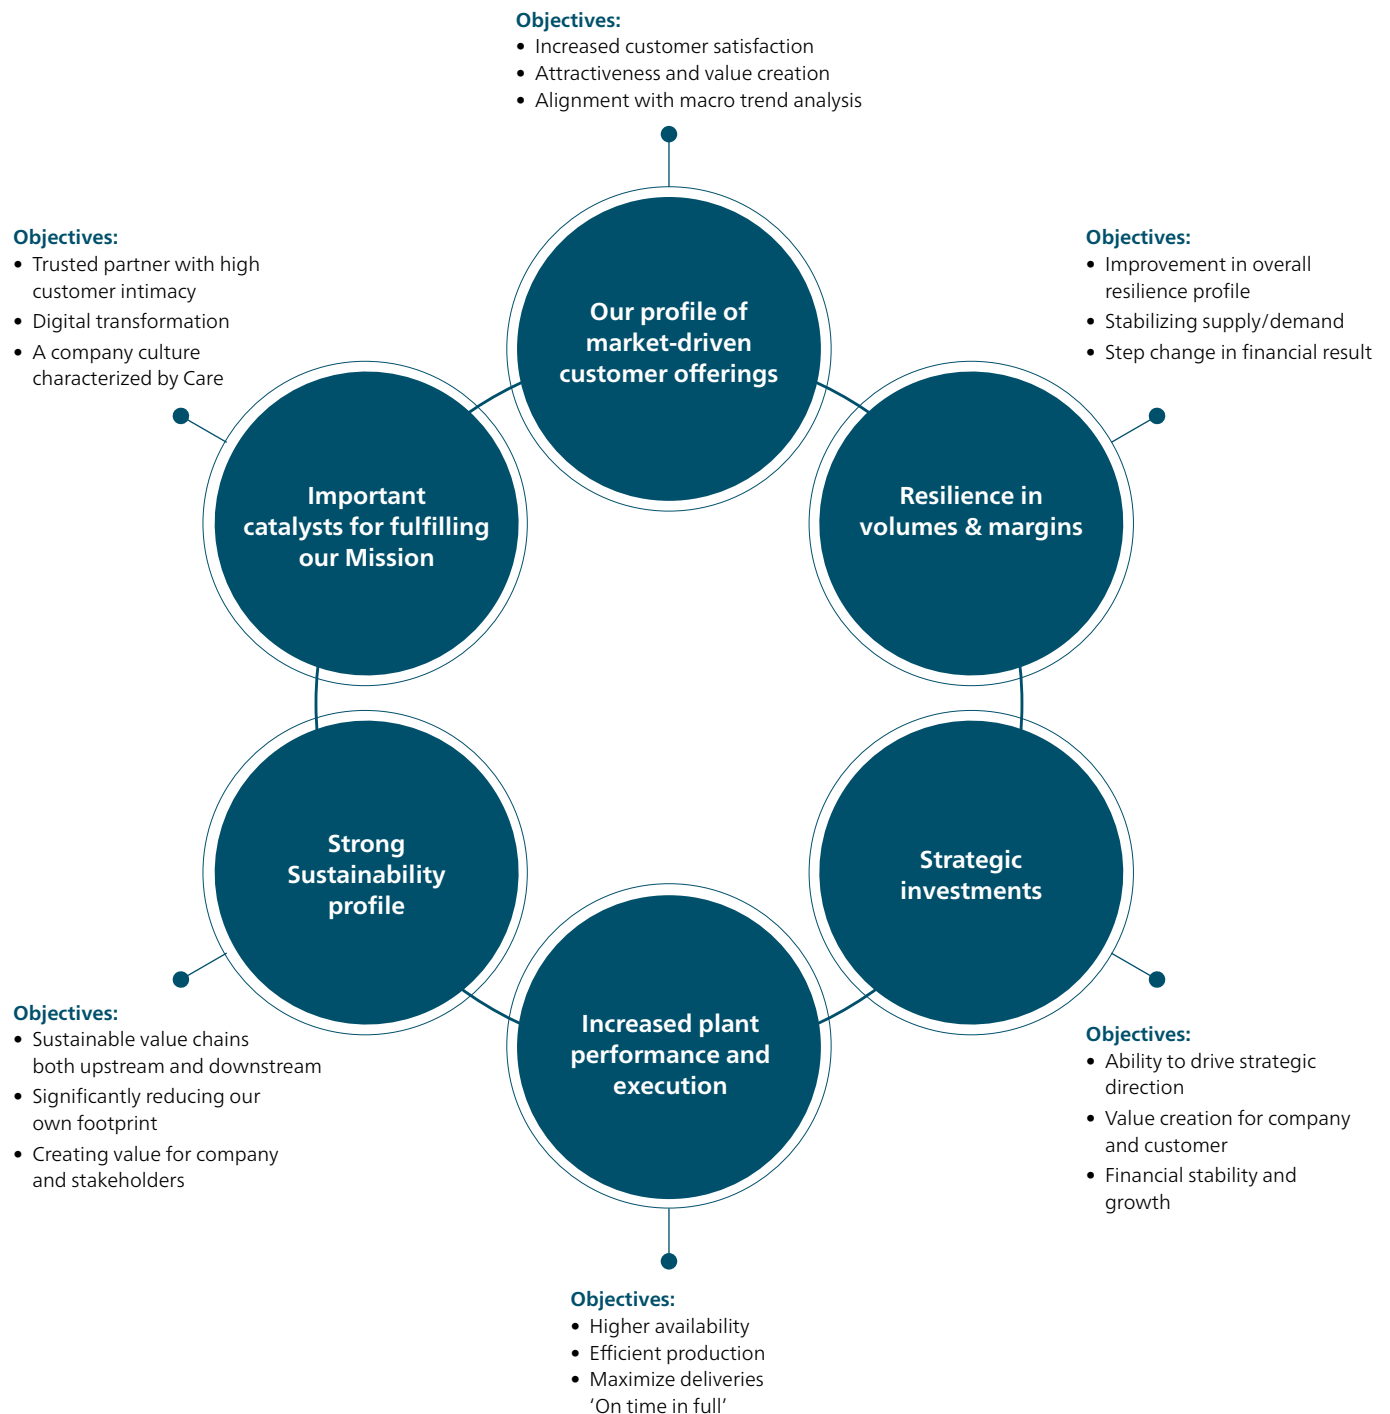 Objectives:
• Increased customer satisfaction
• Attractiveness and value creation
• Alignment with macro trend analysis
Our profile of
market-driven
customer offerings
Objectives:
• Improvement in overall
resilience profile
• Stabilizing supply/demand
• Step change in financial result
Resilience in
volumes & margins
Strategic
investments
Objectives:
• Ability to drive strategic
direction
• Value creation for company
and customer
• Financial stability and
growth
Increased plant
performance and
execution
Objectives:
• Higher availability
• Efficient production
• Maximize deliveries
‘On time in full’
Strong
Sustainability
profile
Objectives:
• Sustainable value chains
both upstream and downstream
• Significantly reducing our
own footprint
• Creating value for company
and stakeholders
Objectives:
• Trusted partner with high
customer intimacy
• Digital transformation
• A company culture
characterized by Care
Important
catalysts for fulfilling
our Mission